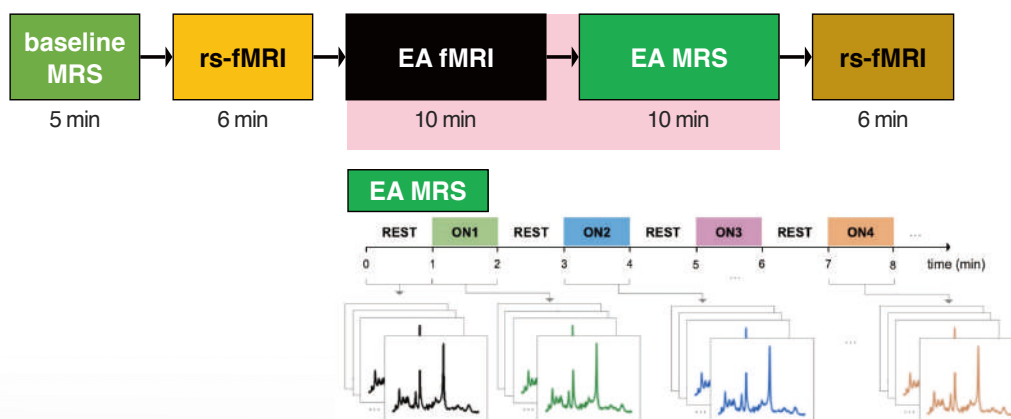 baseline
MRS
rs-fMRI
EA fMRI
EA MRS
rs-fMRI
5 min
6 min
10 min
10 min
6 min
EA MRS
REST ON1 REST ON2 REST ON3 REST ON4 ...
0 1 2 3 4 5 6 7 8 time (min)
...
...
... ... ... ...